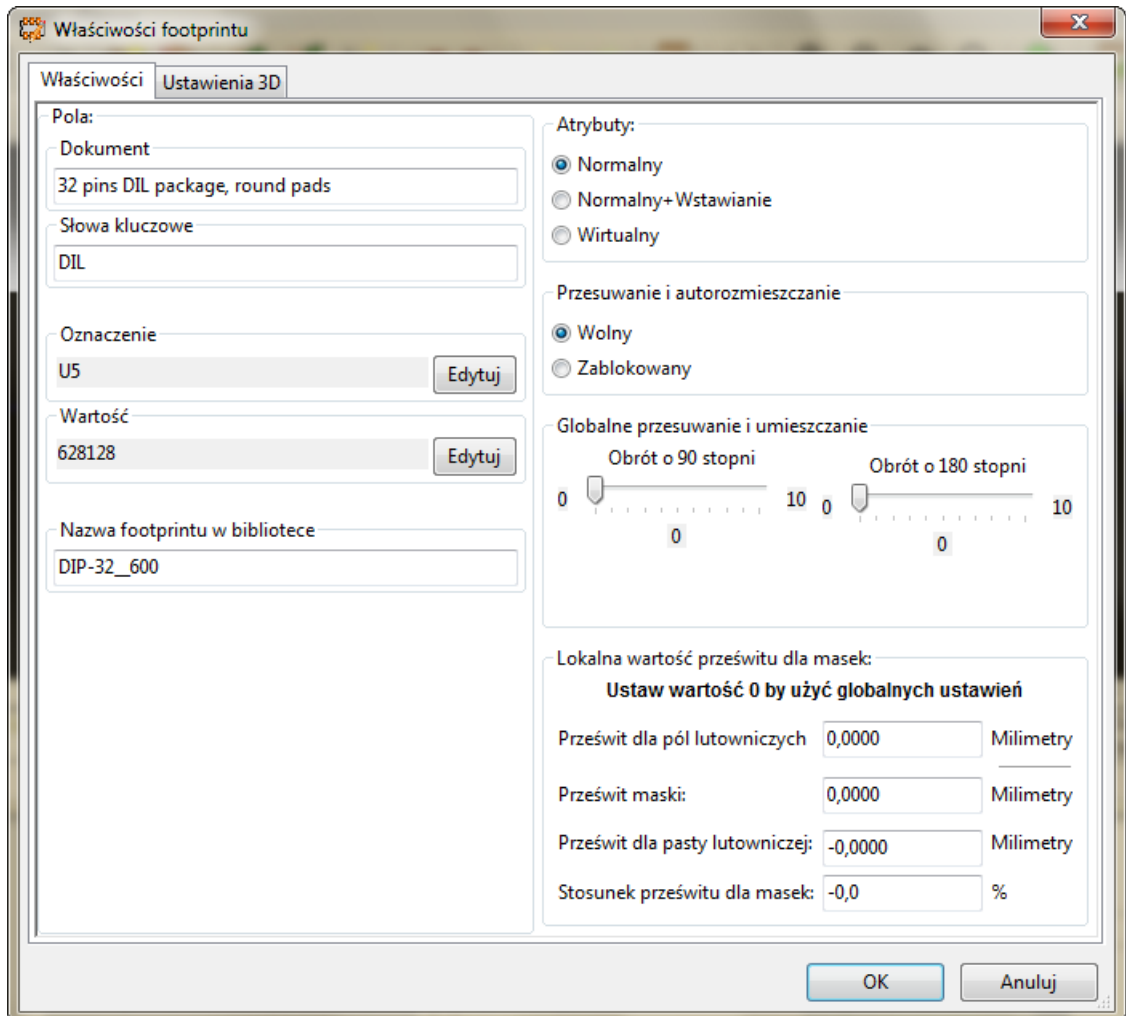 Właściwości footprintu
Właściwości
Ustawienia 3D
Pola:
Dokument
32 pins DIL package, round pads
Słowa kluczowe
DIL
Oznaczenie
U5
Edytuj
Wartość
628128
Edytuj
Nazwa footprintu w bibliotece
DIP-32__600
Atrybuty:
Normalny
Normalny+Wstawianie
Wirtualny
Przesuwanie i autorozmieszczanie
Wolny
Zablokowany
Globalne przesuwanie i umieszczanie
Obrót o 90 stopni
0
10
0
Obrót o 180 stopni
0
10
0
Lokalna wartość prześwitu dla masek:
Ustaw wartość 0 by użyć globalnych ustawień
Prześwit dla pól lutowniczych 0,0000 Milimetry
Prześwit maski: 0,0000 Milimetry
Prześwit dla pasty lutowniczej: -0,0000 Milimetry
Stosunek prześwitu dla masek: -0,0 %
OK
Anuluj